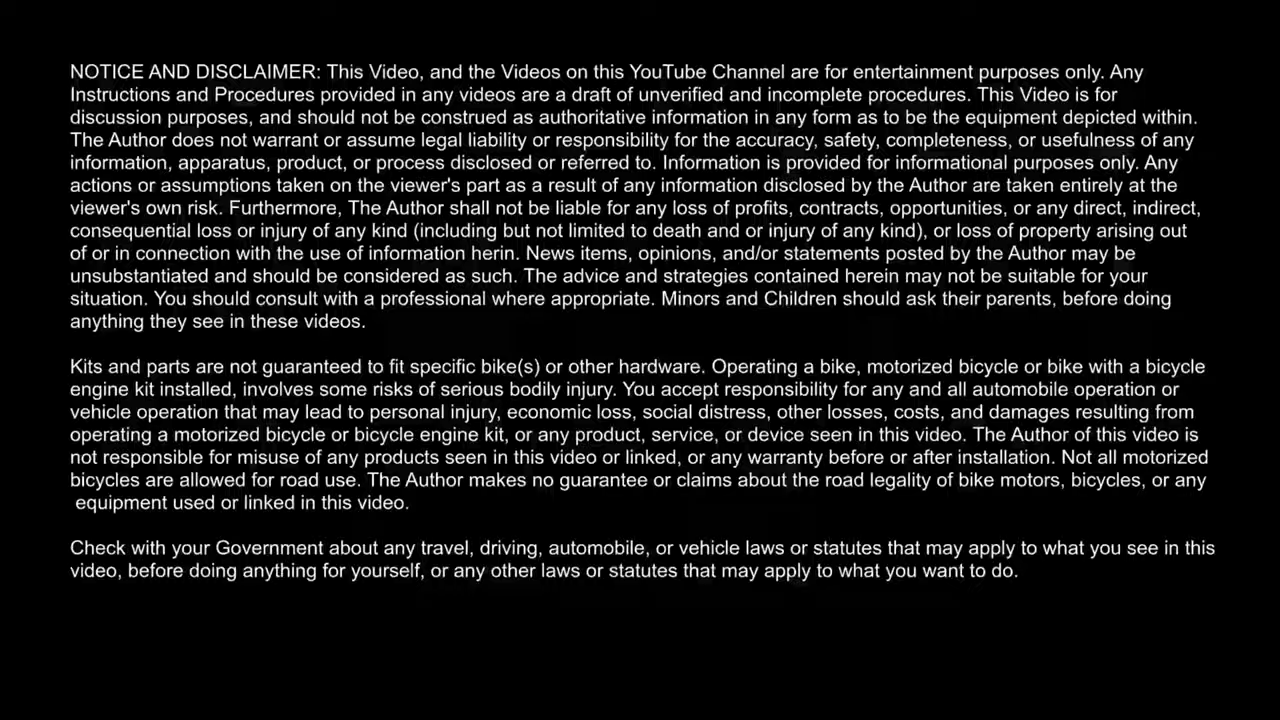 NOTICE AND DISCLAIMER: This Video, and the Videos on this YouTube Channel are for entertainment purposes only. Any
Instructions and Procedures provided in any videos are a draft of unverified and incomplete procedures. This Video is for
discussion purposes, and should not be construed as authoritative information in any form as to be the equipment depicted within.
The Author does not warrant or assume legal liability or responsibility for the accuracy, safety, completeness, or usefulness of any
information, apparatus, product, or process disclosed or referred to. Information is provided for informational purposes only. Any
actions or assumptions taken on the viewer's part as a result of any information disclosed by the Author are taken entirely at the
viewer's own risk. Furthermore, The Author shall not be liable for any loss of profits, contracts, opportunities, or any direct, indirect,
consequential loss or injury of any kind (including but not limited to death and or injury of any kind), or loss of property arising out
of or in connection with the use of information herin. News items, opinions, and/or statements posted by the Author may be
unsubstantiated and should be considered as such. The advice and strategies contained herein may not be suitable for your
situation. You should consult with a professional where appropriate. Minors and Children should ask their parents, before doing
anything they see in these videos.
Kits and parts are not guaranteed to fit specific bike(s) or other hardware. Operating a bike, motorized bicycle or bike with a bicycle
engine kit installed, involves some risks of serious bodily injury. You accept responsibility for any and all automobile operation or
vehicle operation that may lead to personal injury, economic loss, social distress, other losses, costs, and damages resulting from
operating a motorized bicycle or bicycle engine kit, or any product, service, or device seen in this video. The Author of this video is
not responsible for misuse of any products seen in this video or linked, or any warranty before or after installation. Not all motorized
bicycles are allowed for road use. The Author makes no guarantee or claims about the road legality of bike motors, bicycles, or any
equipment used or linked in this video.
Check with your Government about any travel, driving, automobile, or vehicle laws or statutes that may apply to what you see in this
video, before doing anything for yourself, or any other laws or statutes that may apply to what you want to do.